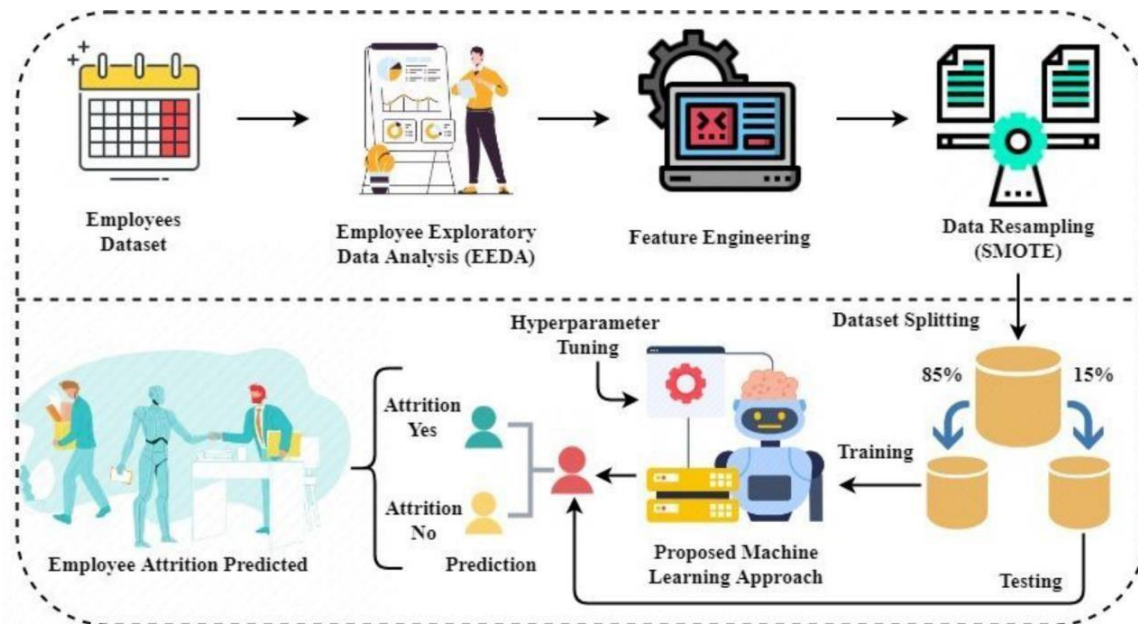 Employees
Dataset
Employee Exploratory
Data Analysis (EEDA)
Feature Engineering
Data Resampling
(SMOTE)
Dataset Splitting
85%
15%
Hyperparameter
Tuning
Training
Attrition
Yes
Attrition
No
Prediction
Employee Attrition Predicted
Proposed Machine
Learning Approach
Testing